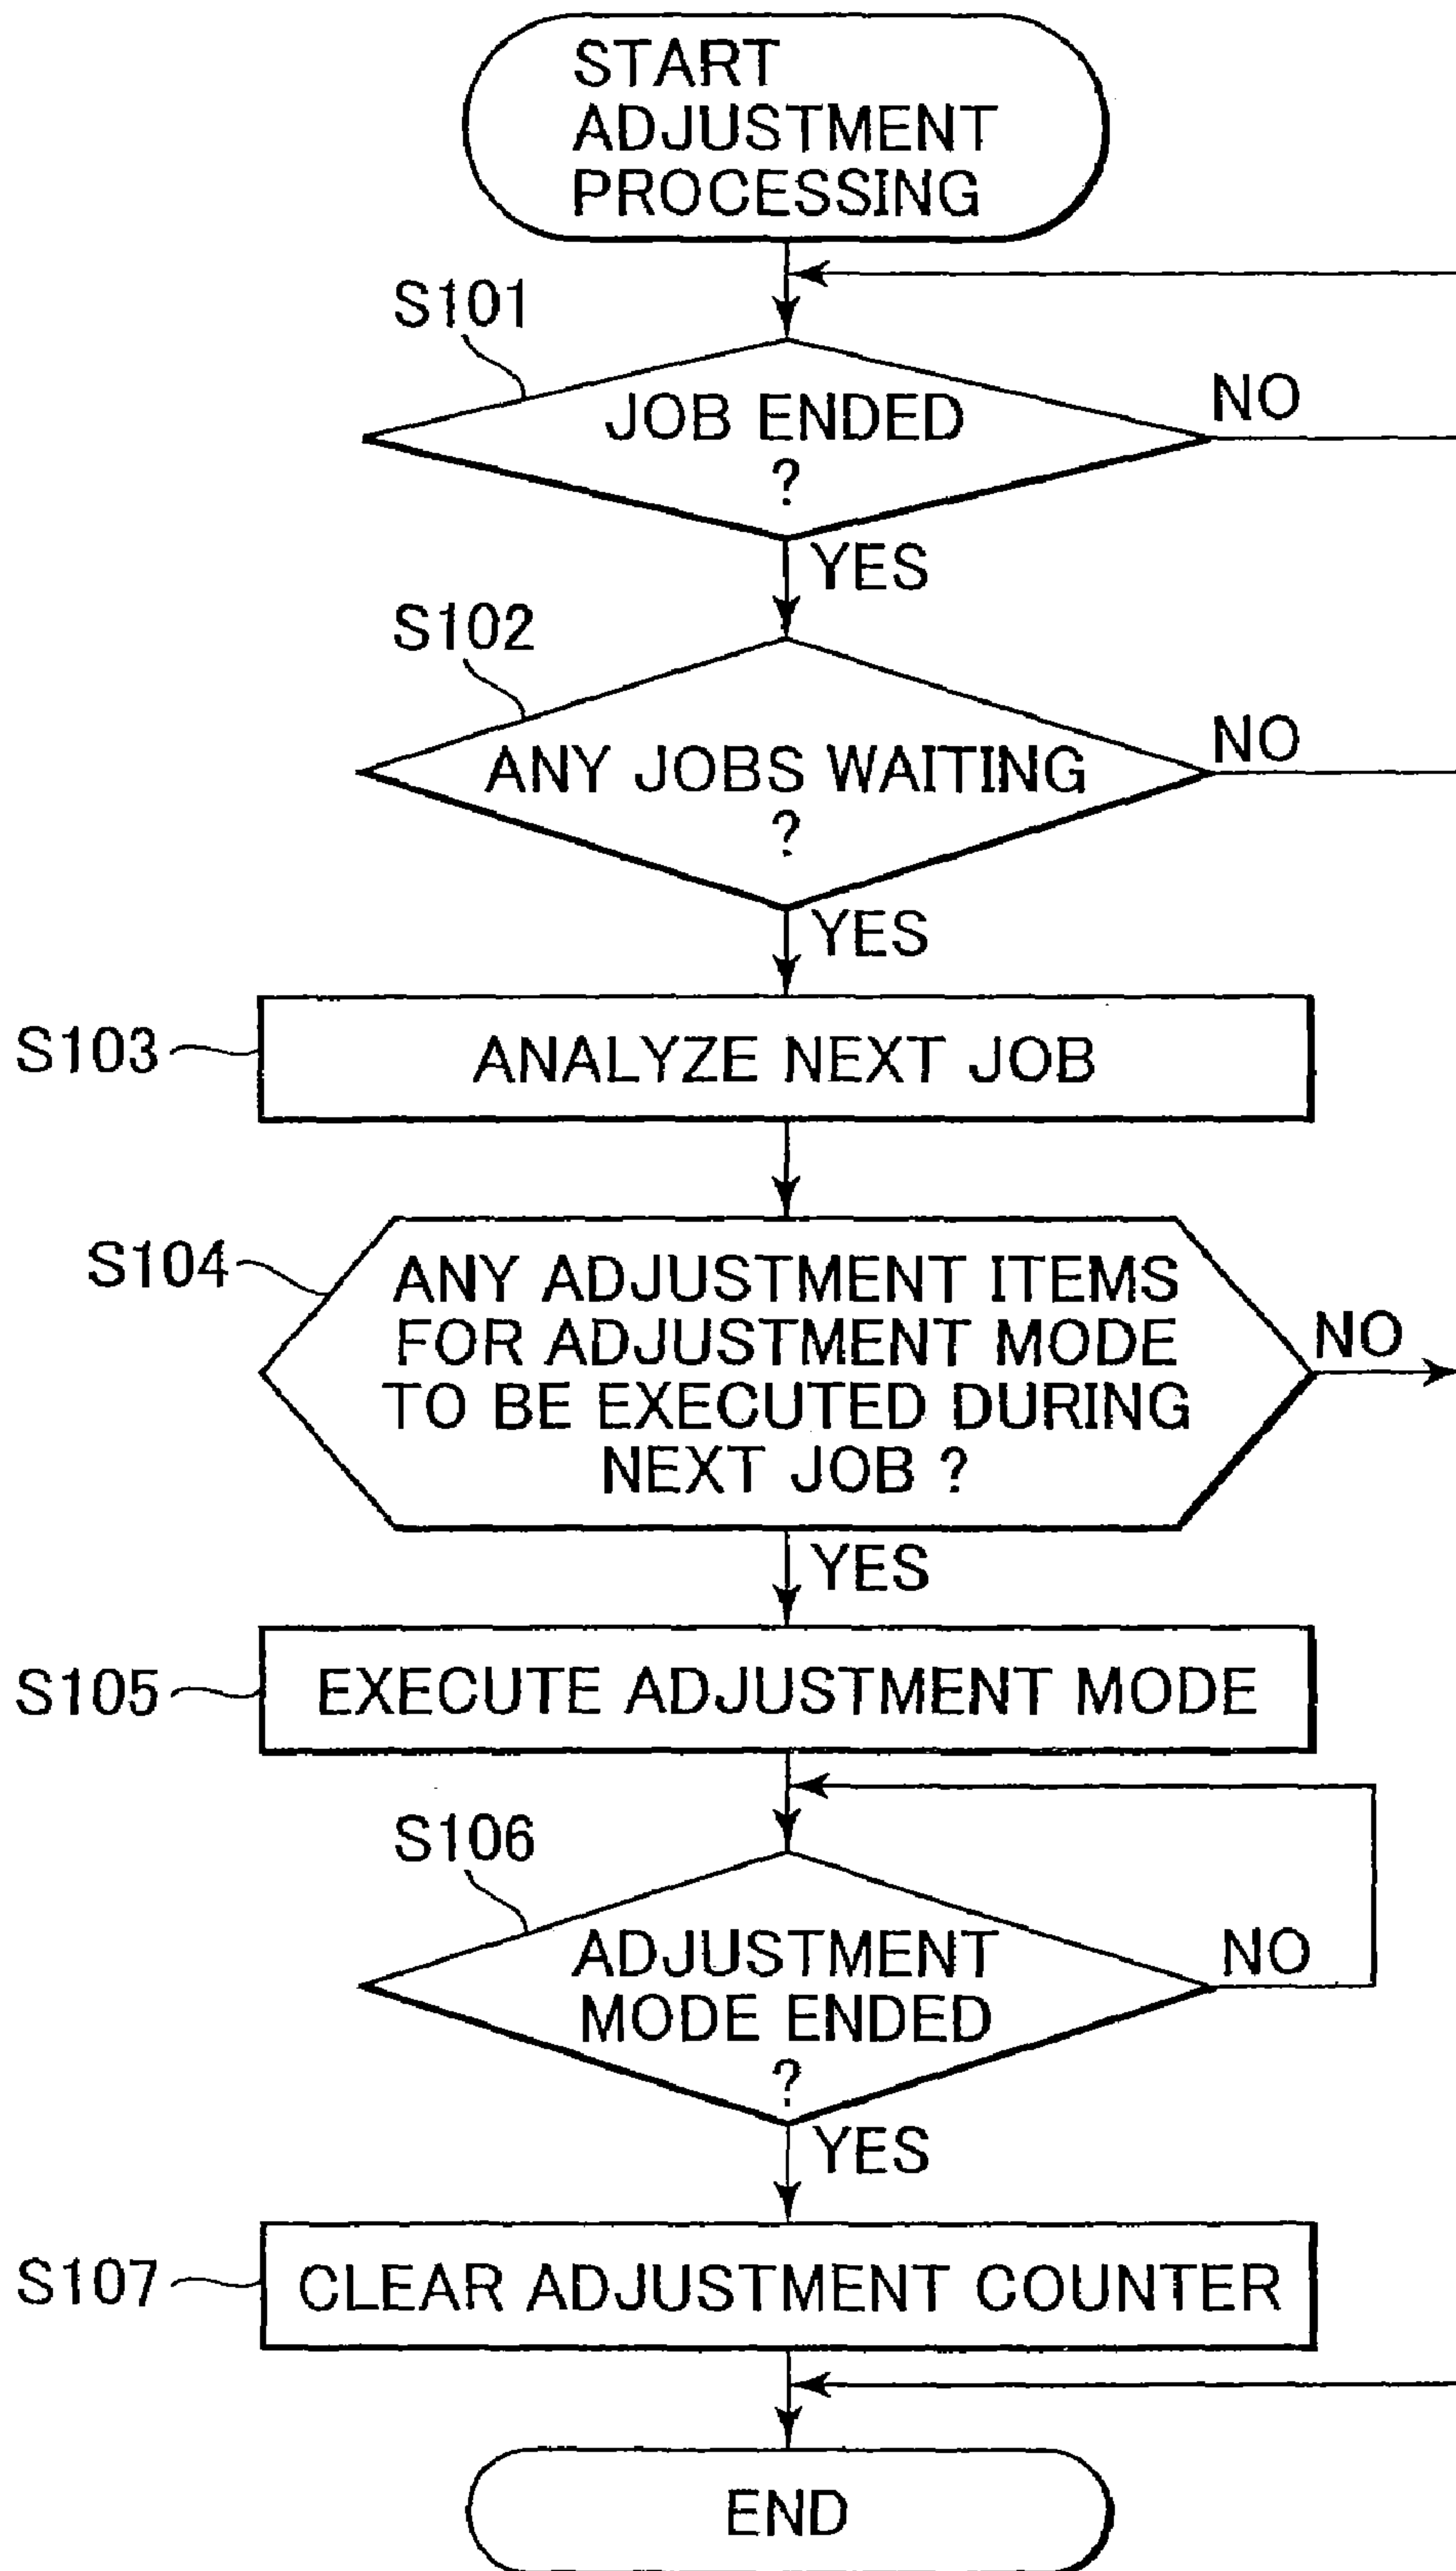 START
ADJUSTMENT
PROCESSING
S101
JOB ENDED
?
NO
YES
S102
ANY JOBS WAITING
?
NO
YES
S103
ANALYZE NEXT JOB
S104
ANY ADJUSTMENT ITEMS
FOR ADJUSTMENT MODE
TO BE EXECUTED DURING
NEXT JOB ?
NO
YES
S105
EXECUTE ADJUSTMENT MODE
S106
ADJUSTMENT
MODE ENDED
?
NO
YES
S107
CLEAR ADJUSTMENT COUNTER
END